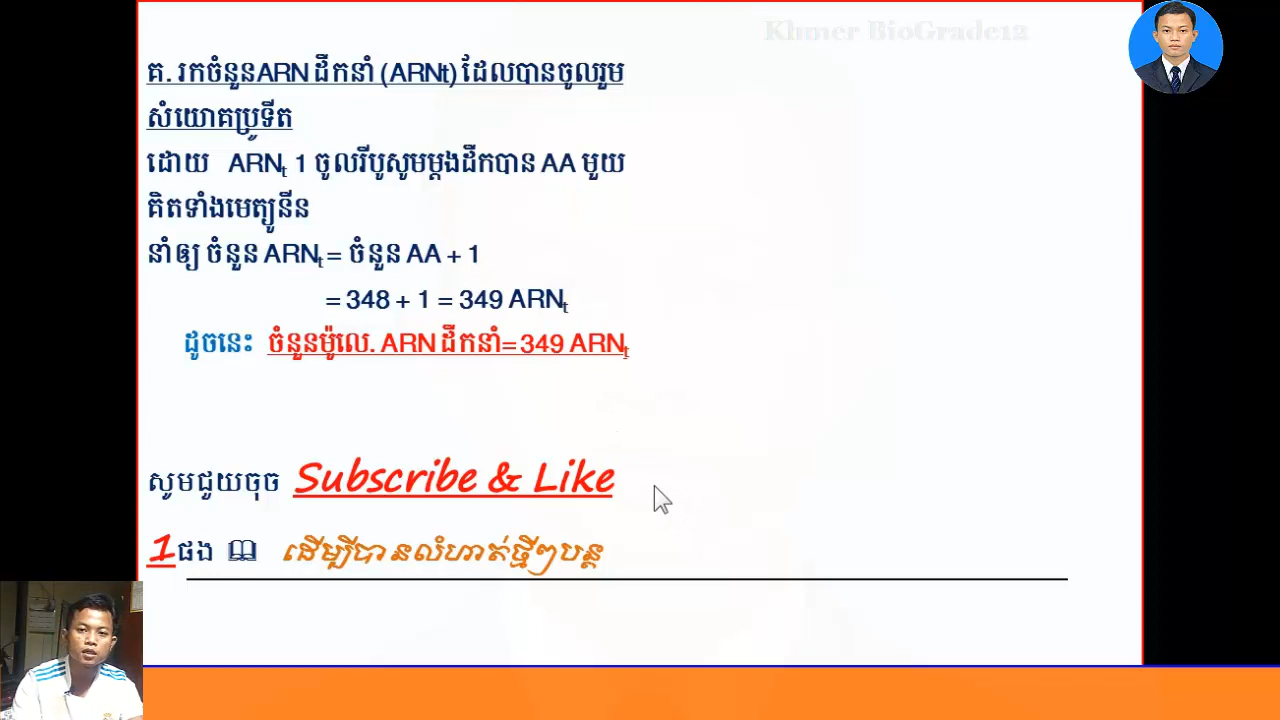 Khmer BioGrade12
គ. រកចំនួនARN ដឹកនាំ (ARNt) ដែលបានចូលរួម
សំយោគប្រូទីត
ដោយ ARNt 1 ចូលរីបូសូមម្តងដឹកបាន AA មួយ
គិតទាំងមេត្យូនីន
នាំឲ្យ ចំនួន ARNt = ចំនួន AA + 1
= 348 + 1 = 349 ARNt
ដូចនេះ ចំនួនម៉ូលេ. ARN ដឹកនាំ= 349 ARNt
សូមជួយចុច Subscribe & Like
1ផង 🕮 ដើម្បីបានលំហាត់ថ្មីៗបន្ត